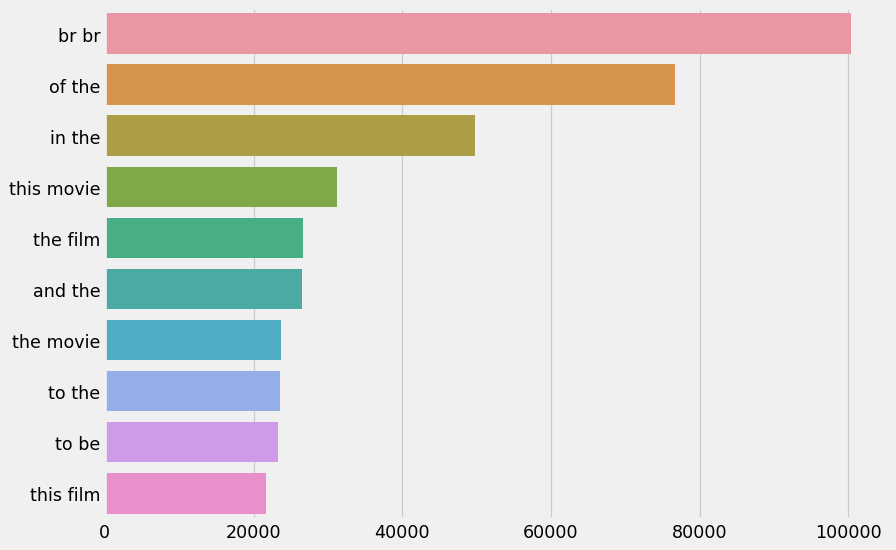 br br
of the
in the
this movie
the film
and the
the movie
to the
to be
this film
0 20000 40000 60000 80000 100000